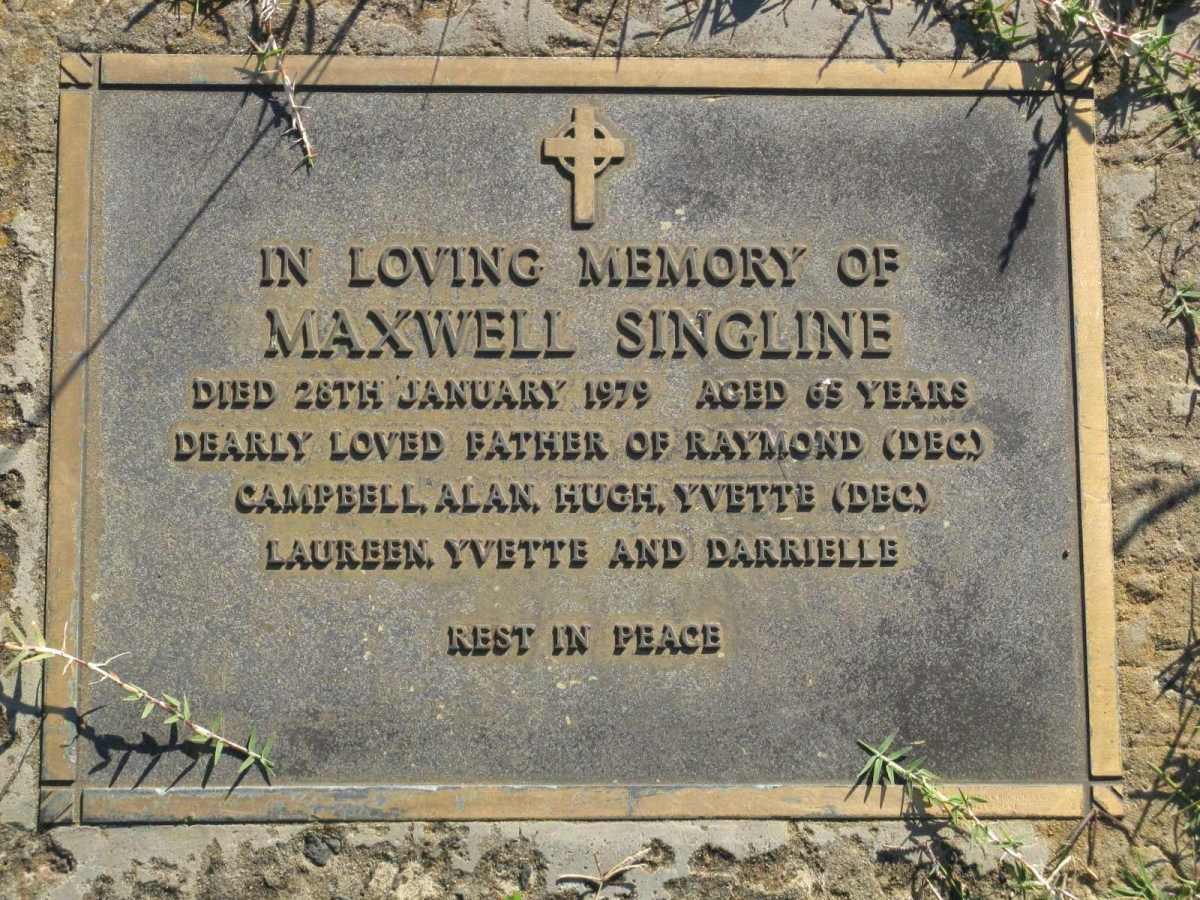 IN LOVING MEMORY OF
MAXWELL SINGLINE
DIED 28TH JANUARY 1979 AGED 65 YEARS
DEARLY LOVED FATHER OF RAYMOND (DEC.)
CAMPBELL, ALAN, HUGH, YVETTE (DEC.)
LAUREEN, YVETTE AND DARRIELLE
REST IN PEACE